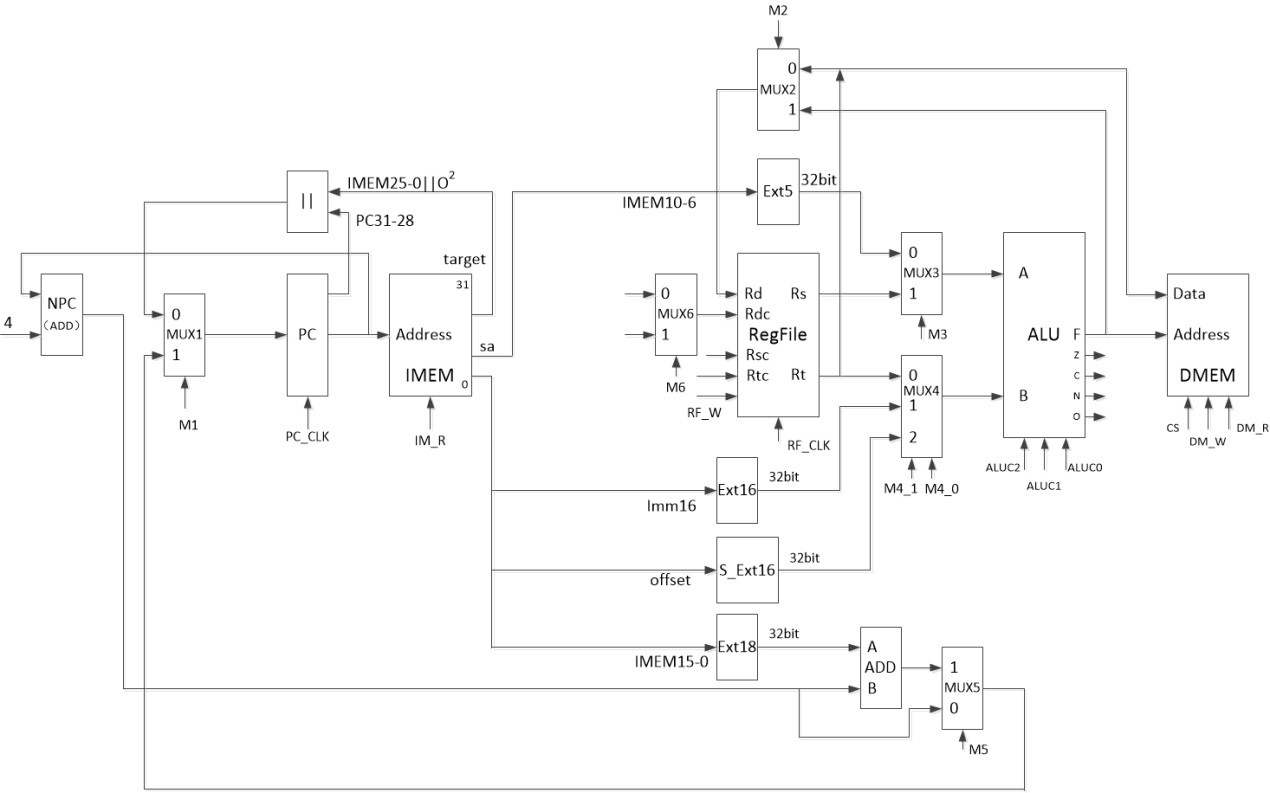 M2
0
MUX2
1
IMEM25-0||O²
||
PC31-28
IMEM10-6
Ext5
32bit
target
NPC
(ADD)
4
0
MUX1
1
M1
PC
PC_CLK
31
Address
IMEM
0
IM_R
sa
0
MUX6
1
M6
Rd
Rs
Rdc
RegFile
Rsc
Rtc
Rt
RF_W
RF_CLK
0
MUX3
1
M3
0
MUX4
1
2
M4_1
M4_0
A
ALU
B
F
Z
C
N
O
ALUC2
ALUC1
ALUC0
Data
Address
DMEM
CS
DM_W
DM_R
Imm16
Ext16
32bit
offset
S_Ext16
32bit
IMEM15-0
Ext18
32bit
A
ADD
B
1
MUX5
0
M5